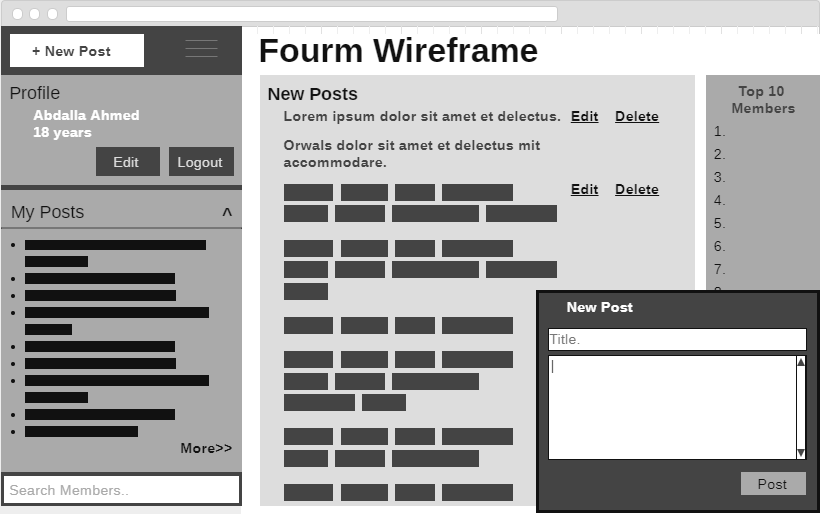 + New Post
Fourm Wireframe
Profile
Abdalla Ahmed
18 years
Edit
Logout
My Posts
^
More>>
Search Members..
New Posts
Lorem ipsum dolor sit amet et delectus.
Edit
Delete
Orwals dolor sit amet et delectus mit
accommodare.
Edit
Delete
Top 10
Members
1.
2.
3.
4.
5.
6.
7.
New Post
Title.
Post